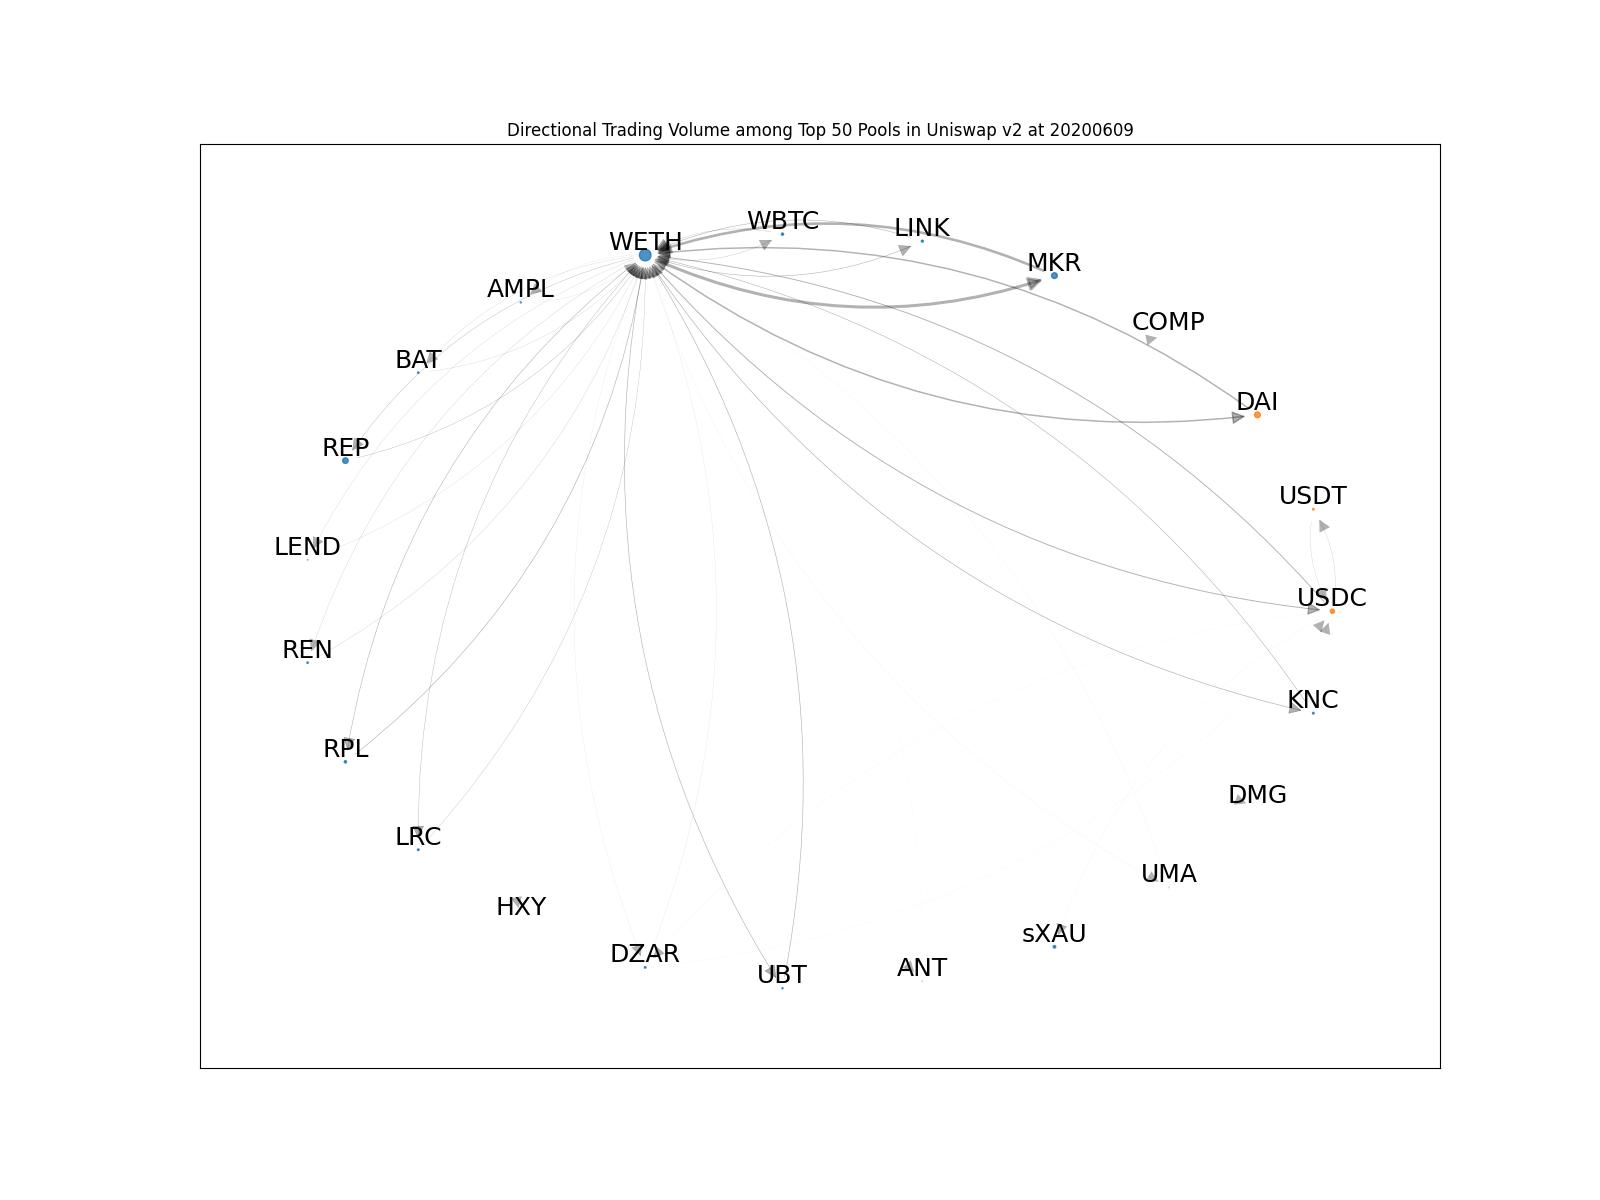 Directional Trading Volume among Top 50 Pools in Uniswap v2 at 20200609
WBTC
LINK
WETH
MKR
AMPL
COMP
BAT
DAI
REP
USDT
LEND
USDC
REN
KNC
RPL
DMG
LRC
UMA
HXY
sXAU
DZAR
ANT
UBT